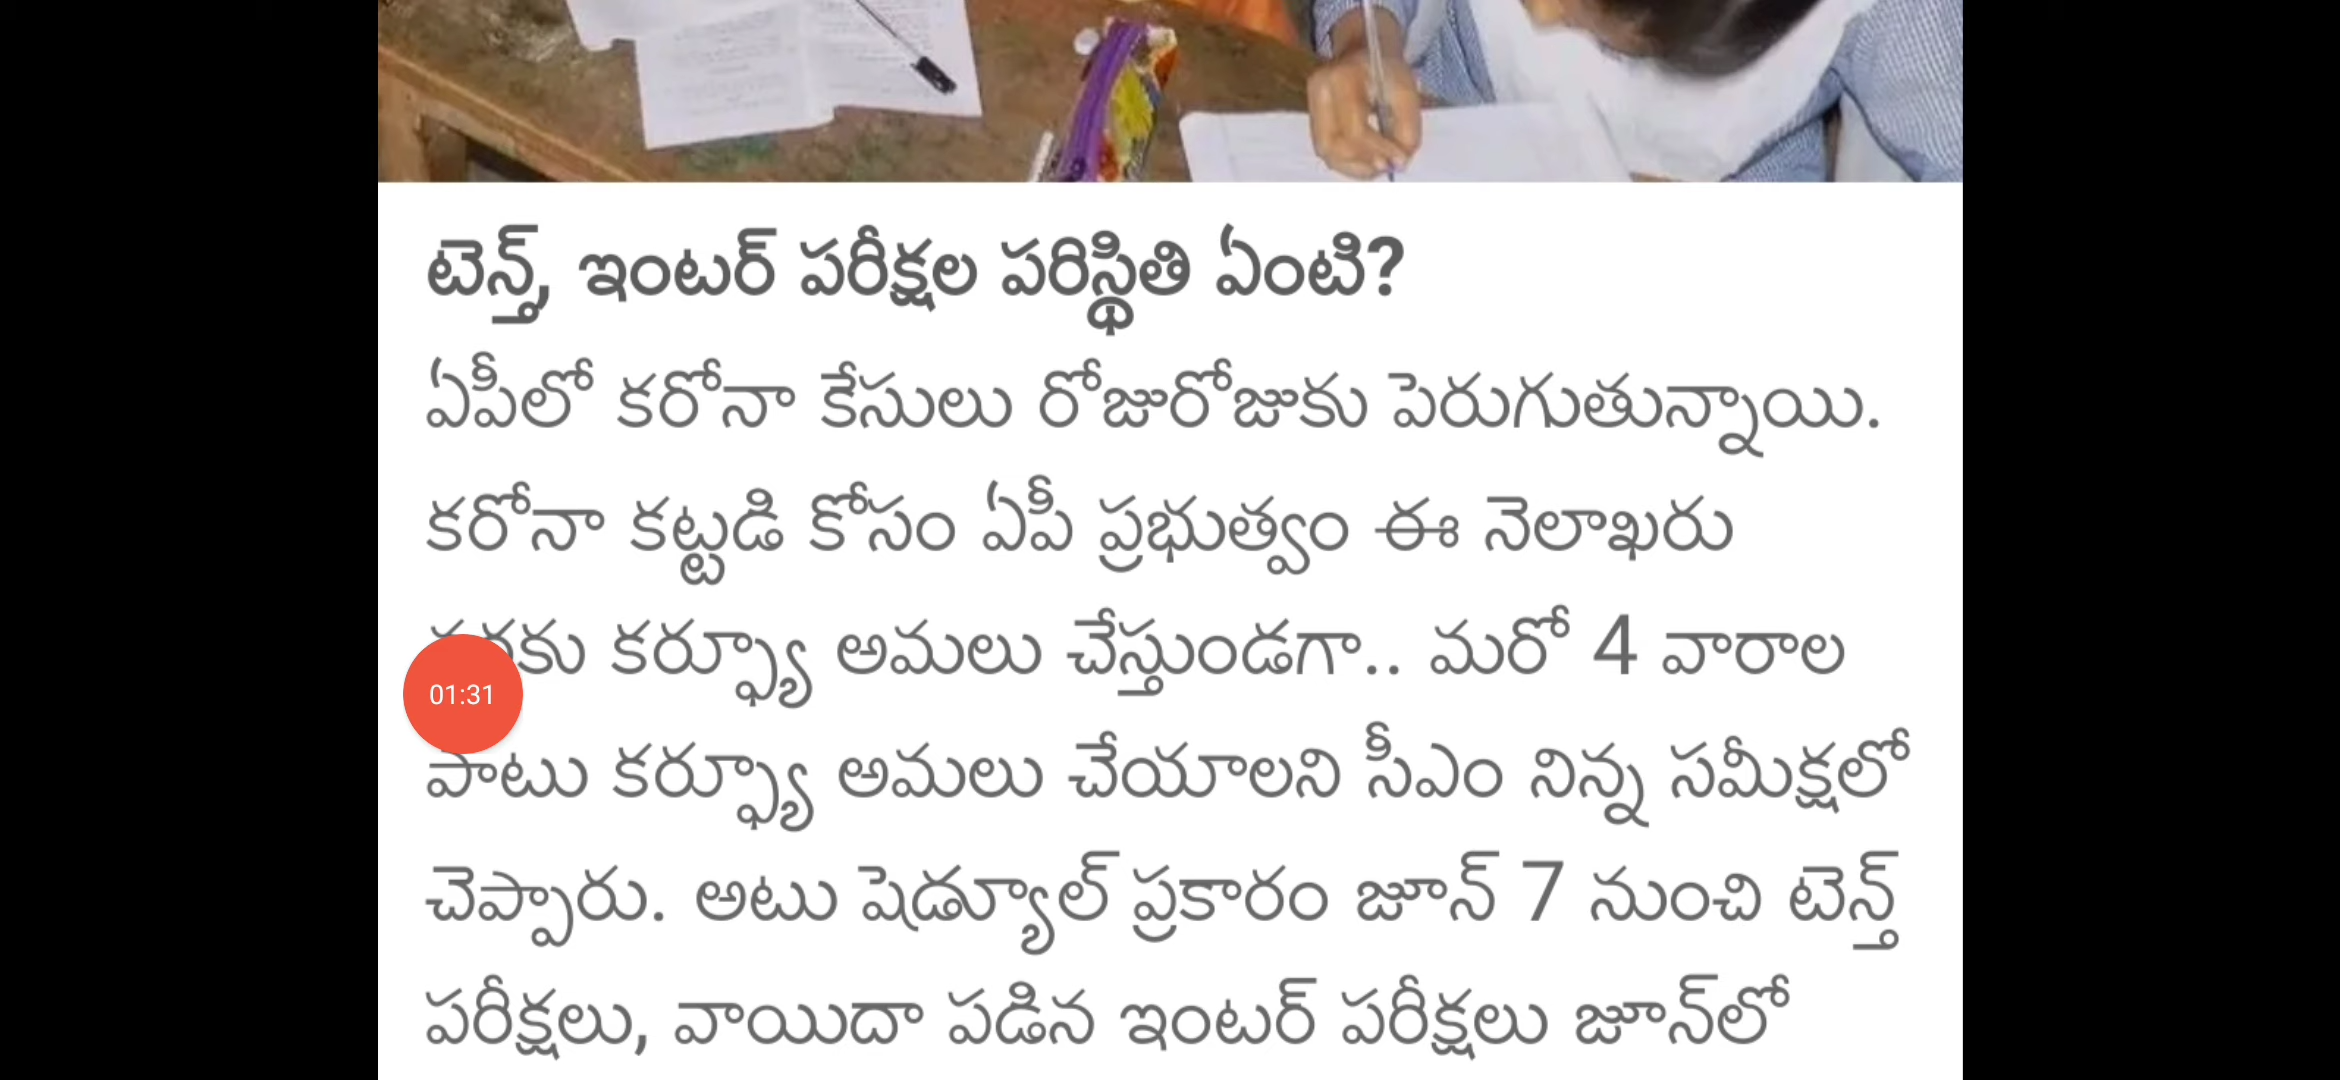 టెన్త్, ఇంటర్ పరీక్షల పరిస్థితి ఏంటి?
ఏపీలో కరోనా కేసులు రోజురోజుకు పెరుగుతున్నాయి.
కరోనా కట్టడి కోసం ఏపీ ప్రభుత్వం ఈ నెలాఖరు
కర్ఫ్యూ అమలు చేస్తుండగా.. మరో 4 వారాల
01:31
పాటు కర్ఫ్యూ అమలు చేయాలని సీఎం నిన్న సమీక్షలో
చెప్పారు. అటు షెడ్యూల్ ప్రకారం జూన్ 7 నుంచి టెన్త్
పరీక్షలు, వాయిదా పడిన ఇంటర్ పరీక్షలు జూన్‌లో